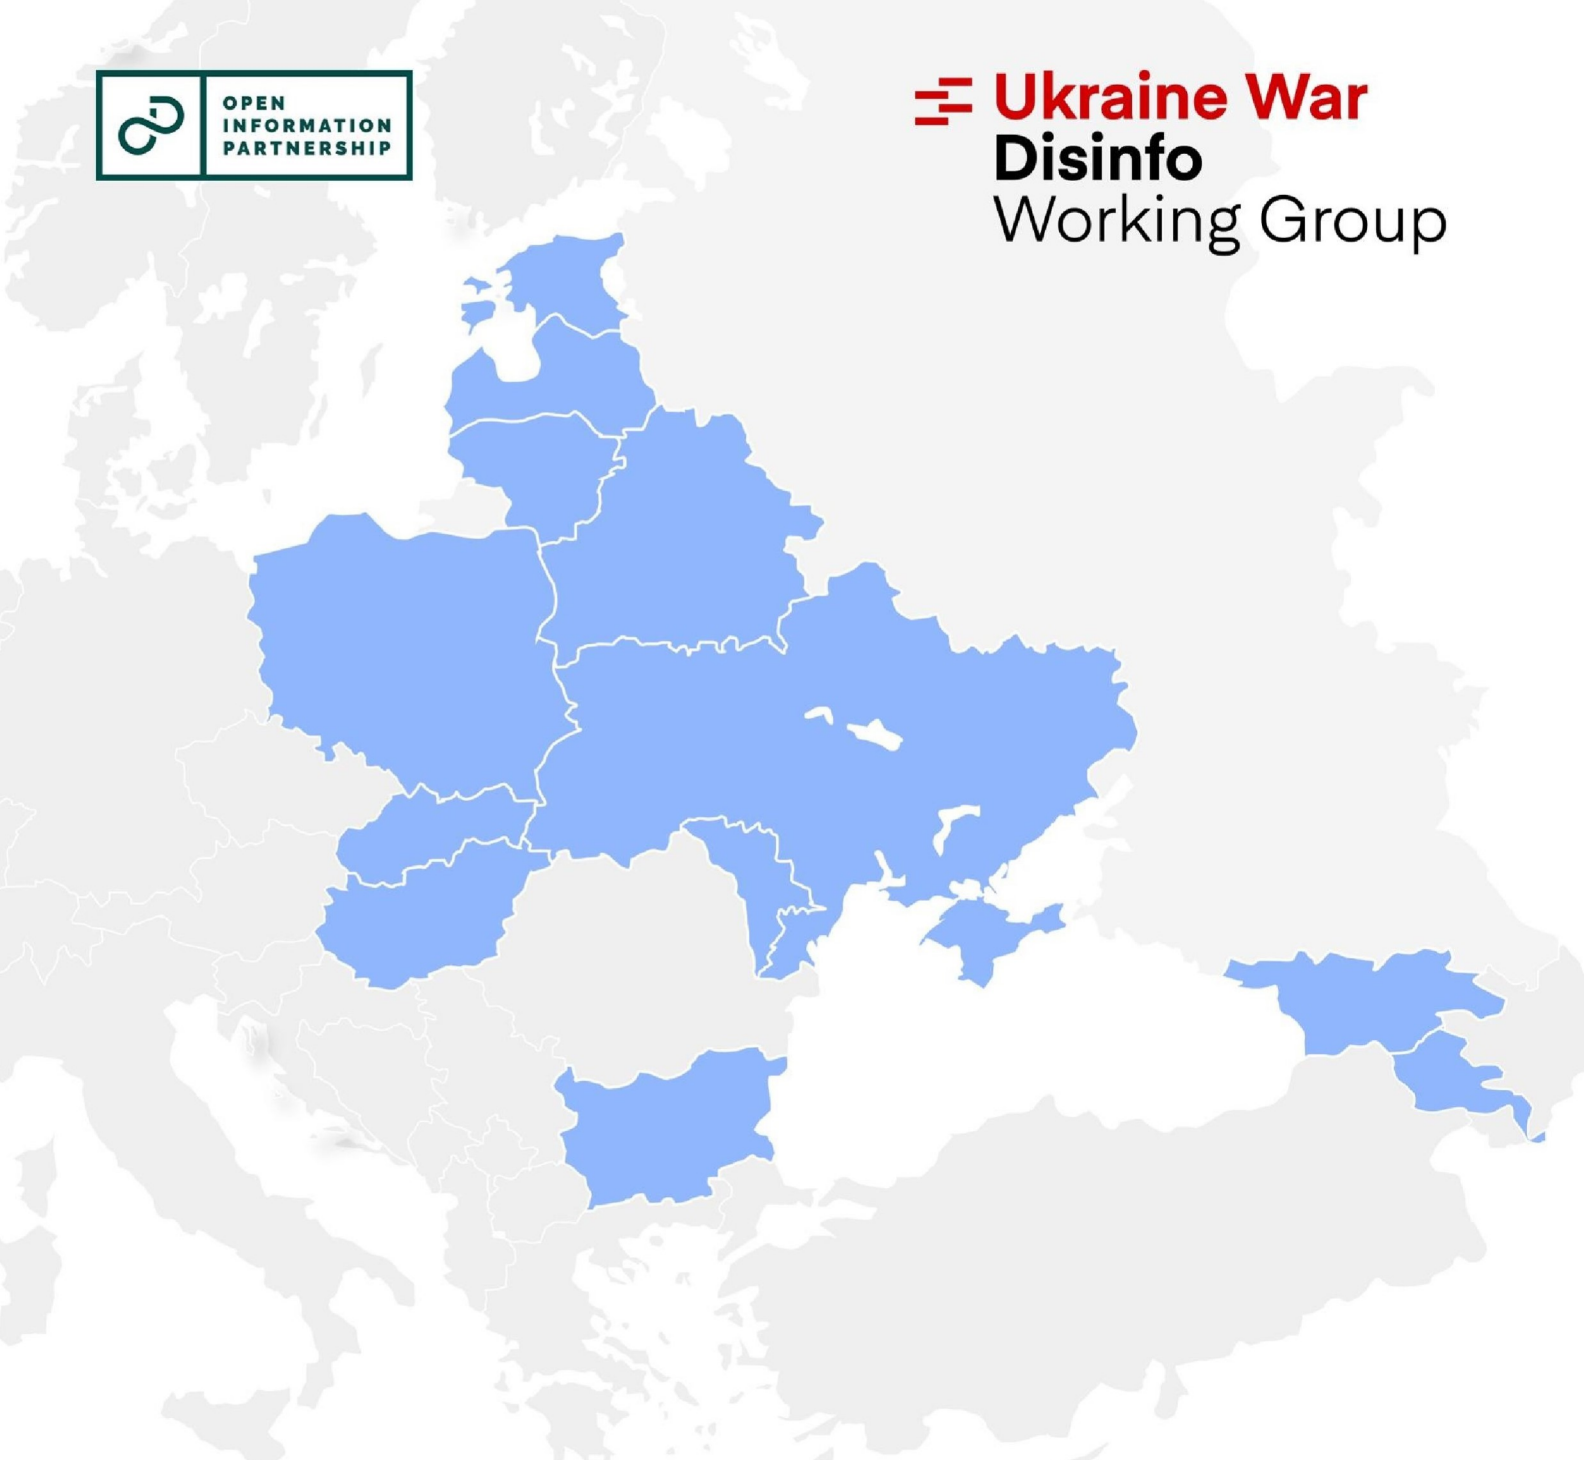 OPEN
INFORMATION
PARTNERSHIP
Ukraine War
Disinfo
Working Group